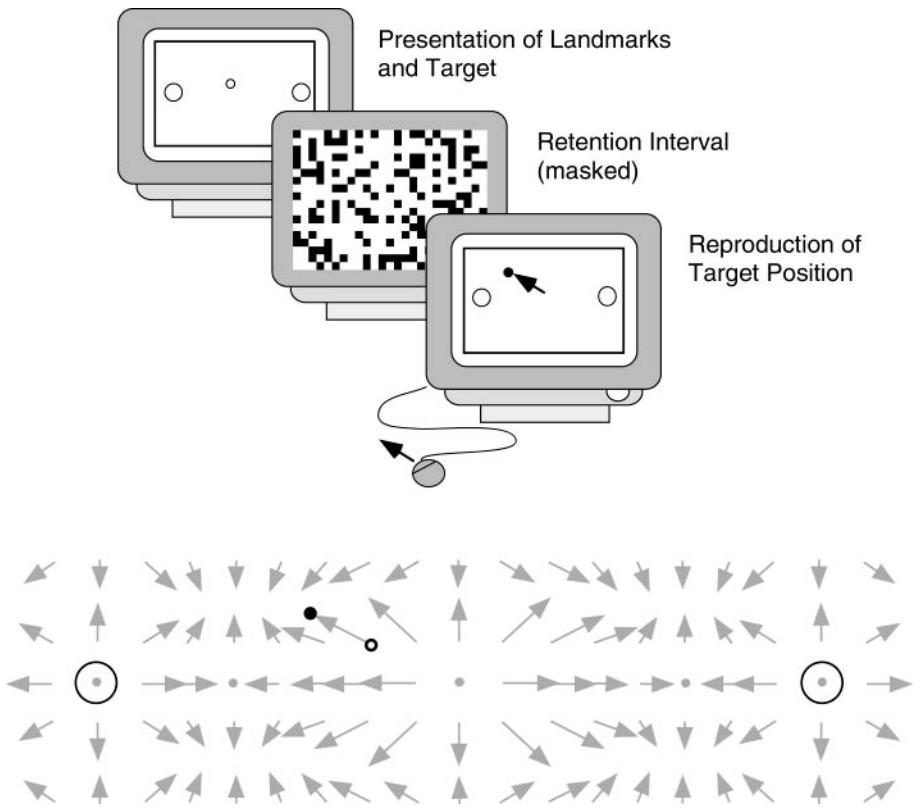 Presentation of Landmarks
and Target
Retention Interval
(masked)
Reproduction of
Target Position